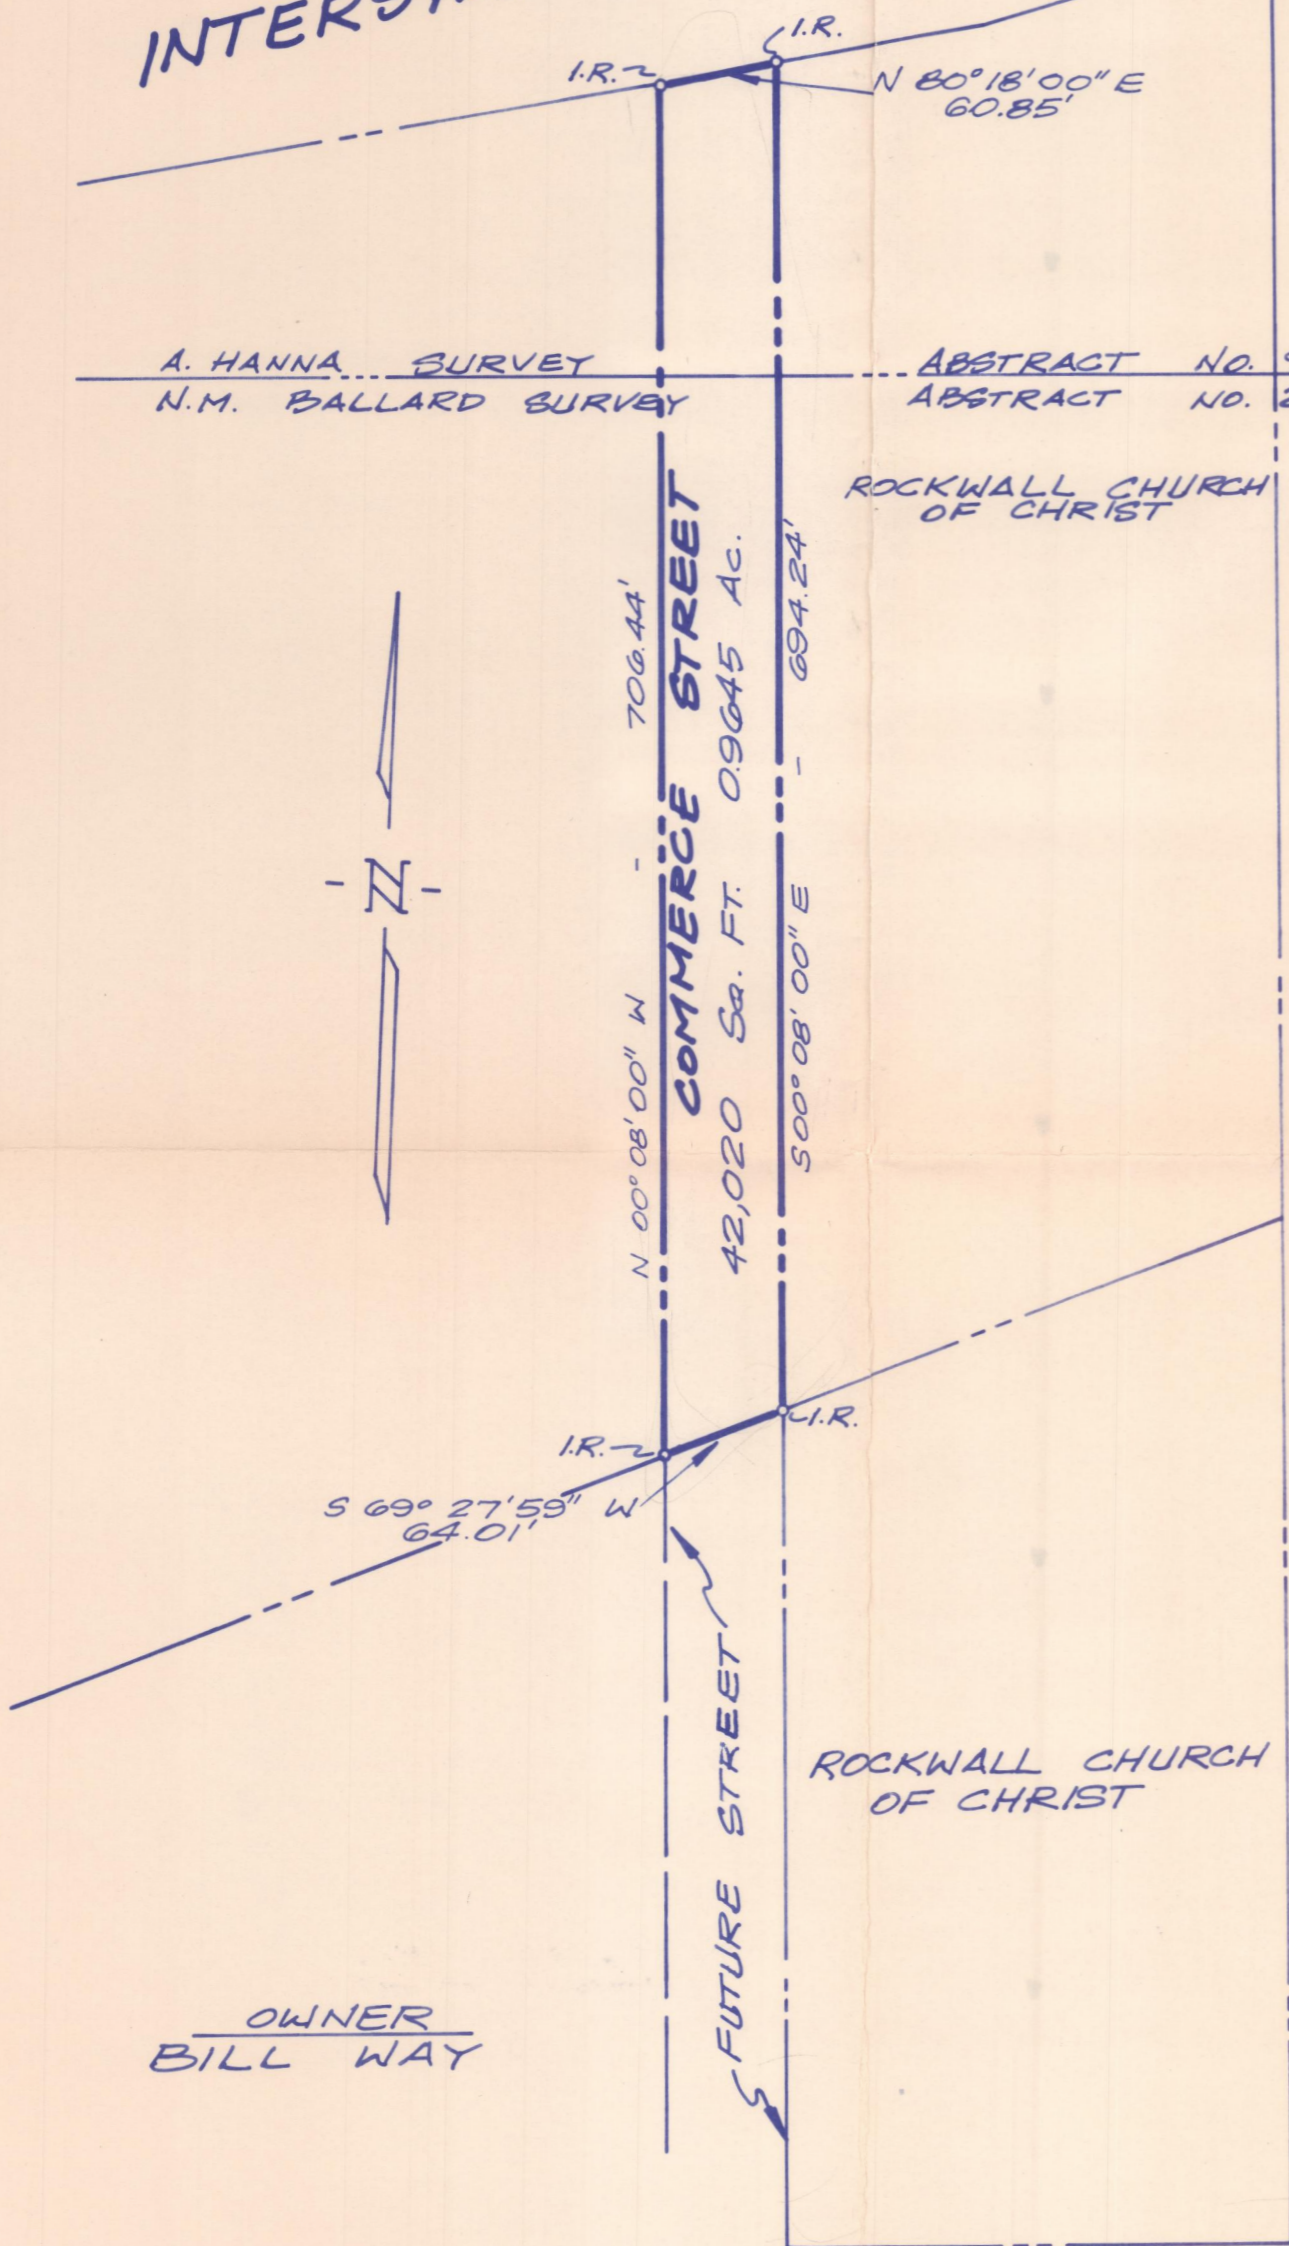 I.R.
I.R.
N 80° 18' 00" E
60.85'
A. HANNA SURVEY
ABSTRACT NO.
N.M. BALLARD SURVEY
ABSTRACT NO.
ROCKWALL CHURCH
OF CHRIST
N 00° 08' 00" W - 706.44'
COMMERCE STREET
42,020 Sq. FT. 0.9645 Ac.
S 00° 08' 00" E - 694.24'
N
I.R.
I.R.
S 69° 27' 59" W
64.01'
FUTURE STREET
ROCKWALL CHURCH
OF CHRIST
OWNER
BILL WAY